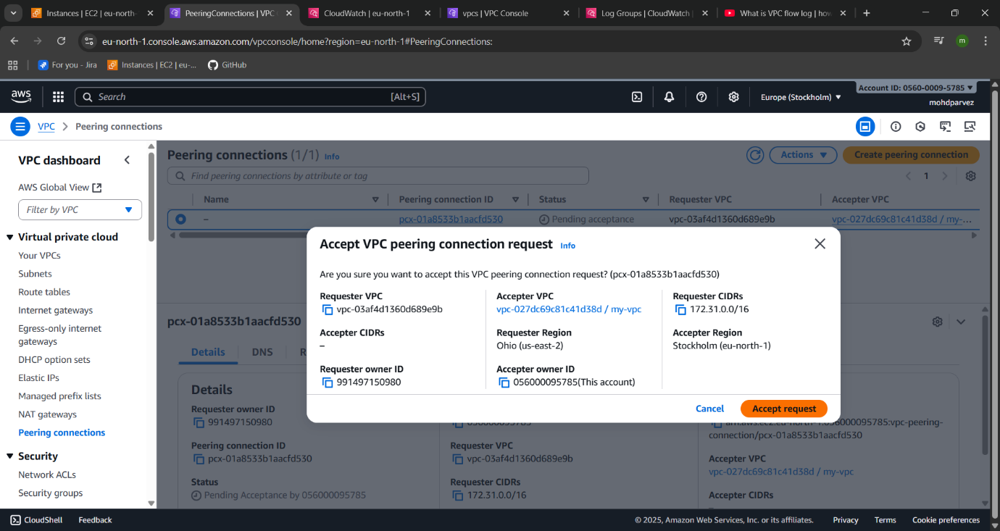 Instances | EC2 | eu-north-
PeeringConnections | VPC
CloudWatch | eu-north-1
vpcs | VPC Console
Log Groups | CloudWatch
What is VPC flow log | how
eu-north-1.console.aws.amazon.com/vpcconsole/home?region=eu-north-1#PeeringConnections:
m
For you - Jira
Instances | EC2 | eu-...
GitHub
aws
Search
[Alt+S]
Europe (Stockholm)
Account ID: 0560-0009-5785
mohdparvez
VPC
Peering connections
VPC dashboard
AWS Global View
Filter by VPC
Virtual private cloud
Your VPCs
Subnets
Route tables
Internet gateways
Egress-only internet
gateways
DHCP option sets
Elastic IPs
Managed prefix lists
NAT gateways
Peering connections
Security
Network ACLs
Security groups
Peering connections (1/1) Info
Actions
Create peering connection
Find peering connections by attribute or tag
1
Name
Peering connection ID
Status
Requester VPC
Accepter VPC
–
pcx-01a8533b1aacfd530
Pending acceptance
vpc-03af4d1360d689e9b
vpc-027dc69c81c41d38d / my-...
Accept VPC peering connection request Info
Are you sure you want to accept this VPC peering connection request? (pcx-01a8533b1aacfd530)
Requester VPC
vpc-03af4d1360d689e9b
Accepter VPC
vpc-027dc69c81c41d38d / my-vpc
Requester CIDRs
172.31.0.0/16
Accepter CIDRs
–
Requester Region
Ohio (us-east-2)
Accepter Region
Stockholm (eu-north-1)
Requester owner ID
991497150980
Accepter owner ID
056000095785(This account)
Cancel
Accept request
pcx-01a8533b1aacfd530
Details
DNS
Details
Requester owner ID
991497150980
Peering connection ID
pcx-01a8533b1aacfd530
Status
Pending Acceptance by 056000095785
056000095785
Requester VPC
vpc-03af4d1360d689e9b
Requester CIDRs
172.31.0.0/16
arn:aws:ec2:eu-north-1:056000095785:vpc-peering-
connection/pcx-01a8533b1aacfd530
Accepter VPC
vpc-027dc69c81c41d38d / my-vpc
Accepter CIDRs
–
CloudShell
Feedback
© 2025, Amazon Web Services, Inc. or its affiliates.
Privacy
Terms
Cookie preferences